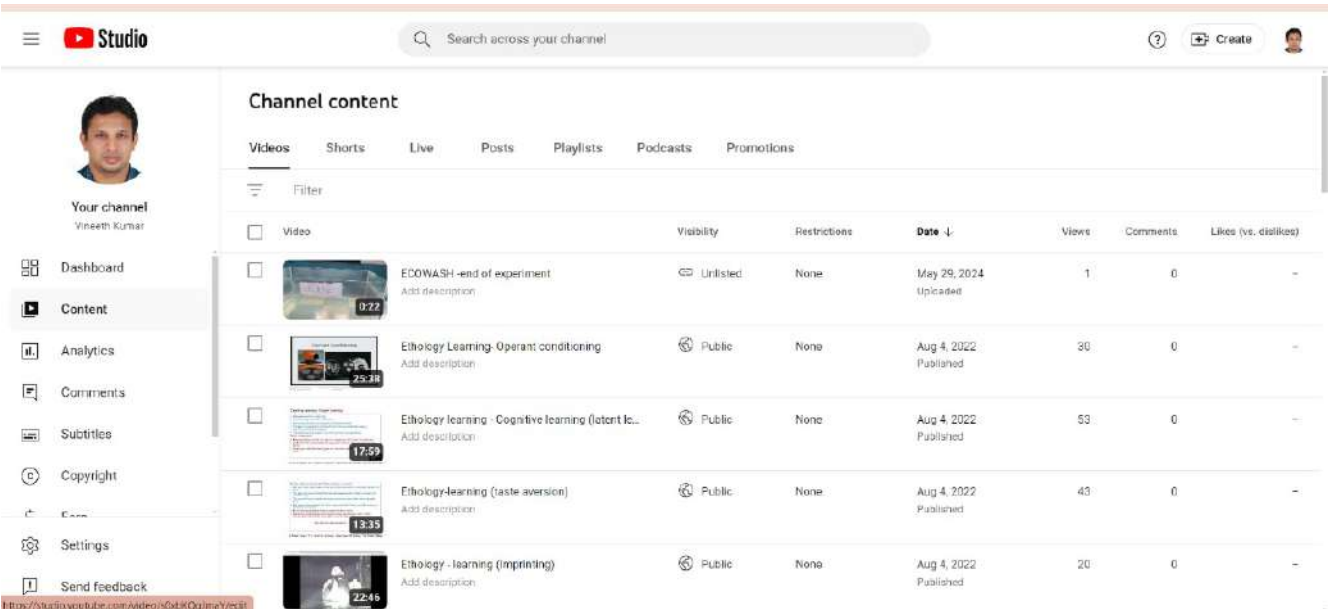 Studio
Search across your channel
Create
Your channel
Vineeth Kumar
Dashboard
Content
Analytics
Comments
Subtitles
Copyright
Earn
Settings
Send feedback
Channel content
Videos Shorts Live Posts Playlists Podcasts Promotions
Filter
Video Visibility Restrictions Date ↓ Views Comments Likes (vs. dislikes)
0:22 ECOWASH -end of experiment Unlisted None May 29, 2024 1 0 –
Add description Uploaded
Ethology Learning- Operant conditioning Public None Aug 4, 2022 30 0 –
25:38 Add description Published
Ethology learning - Cognitive learning (latent le... Public None Aug 4, 2022 53 0 –
17:59 Add description Published
Ethology-learning (taste aversion) Public None Aug 4, 2022 43 0 –
13:35 Add description Published
Ethology - learning (Imprinting) Public None Aug 4, 2022 20 0 –
22:46 Add description Published